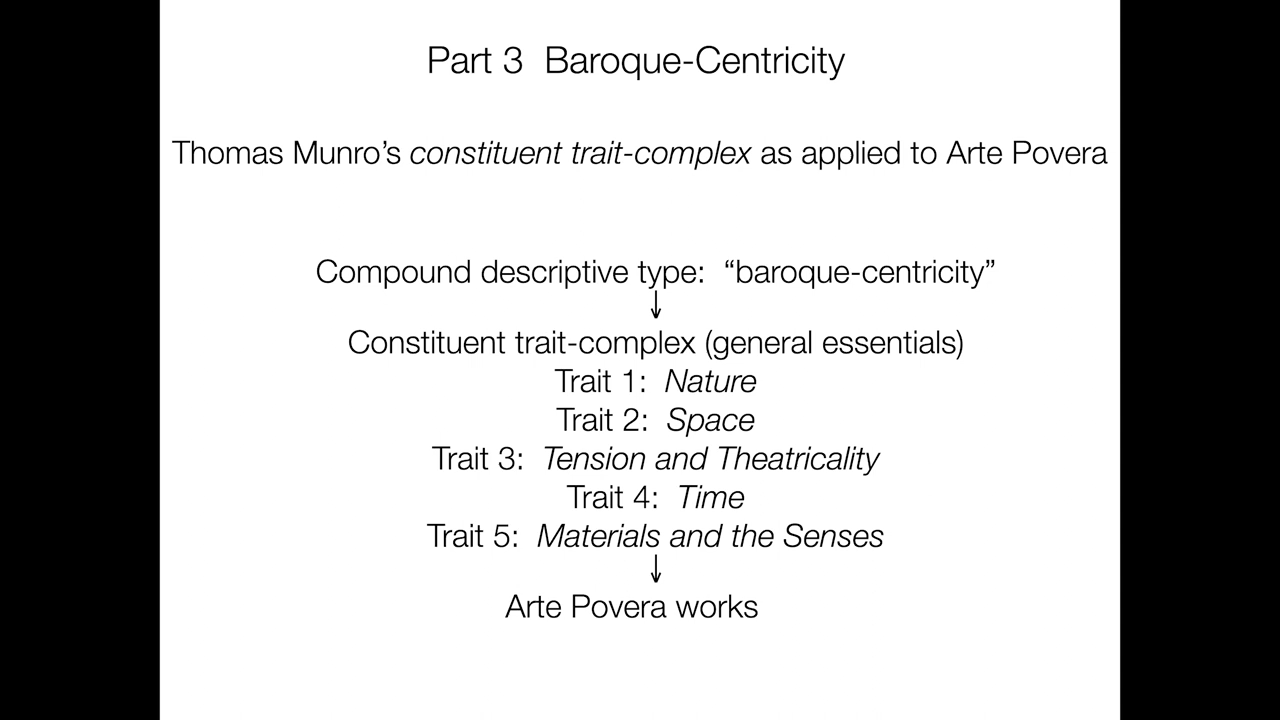 Part 3  Baroque-Centricity
Thomas Munro’s constituent trait-complex as applied to Arte Povera
Compound descriptive type:  “baroque-centricity”
↓
Constituent trait-complex (general essentials)
Trait 1:  Nature
Trait 2:  Space
Trait 3:  Tension and Theatricality
Trait 4:  Time
Trait 5:  Materials and the Senses
↓
Arte Povera works